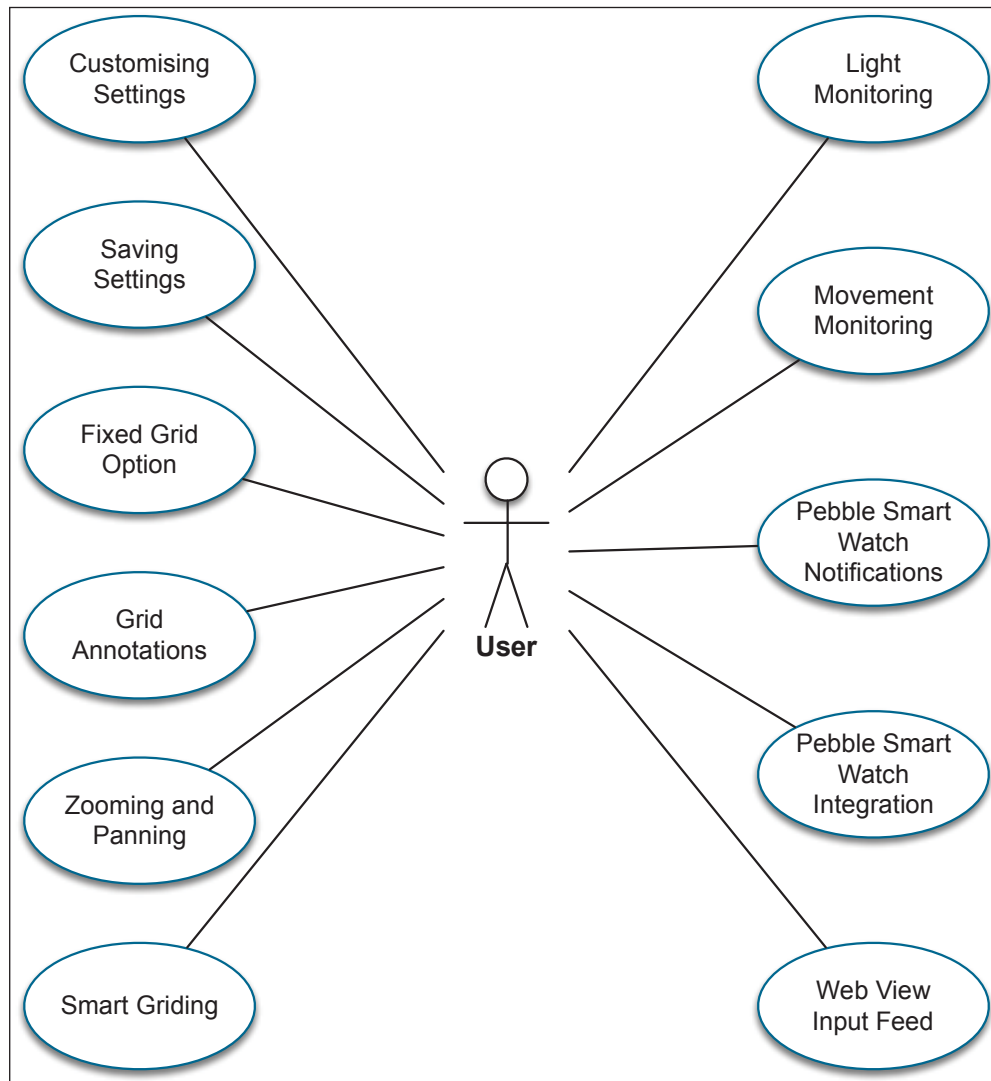 Customising
Settings
Saving
Settings
Fixed Grid
Option
Grid
Annotations
Zooming and
Panning
Smart Griding
User
Light
Monitoring
Movement
Monitoring
Pebble Smart
Watch
Notifications
Pebble Smart
Watch
Integration
Web View
Input Feed